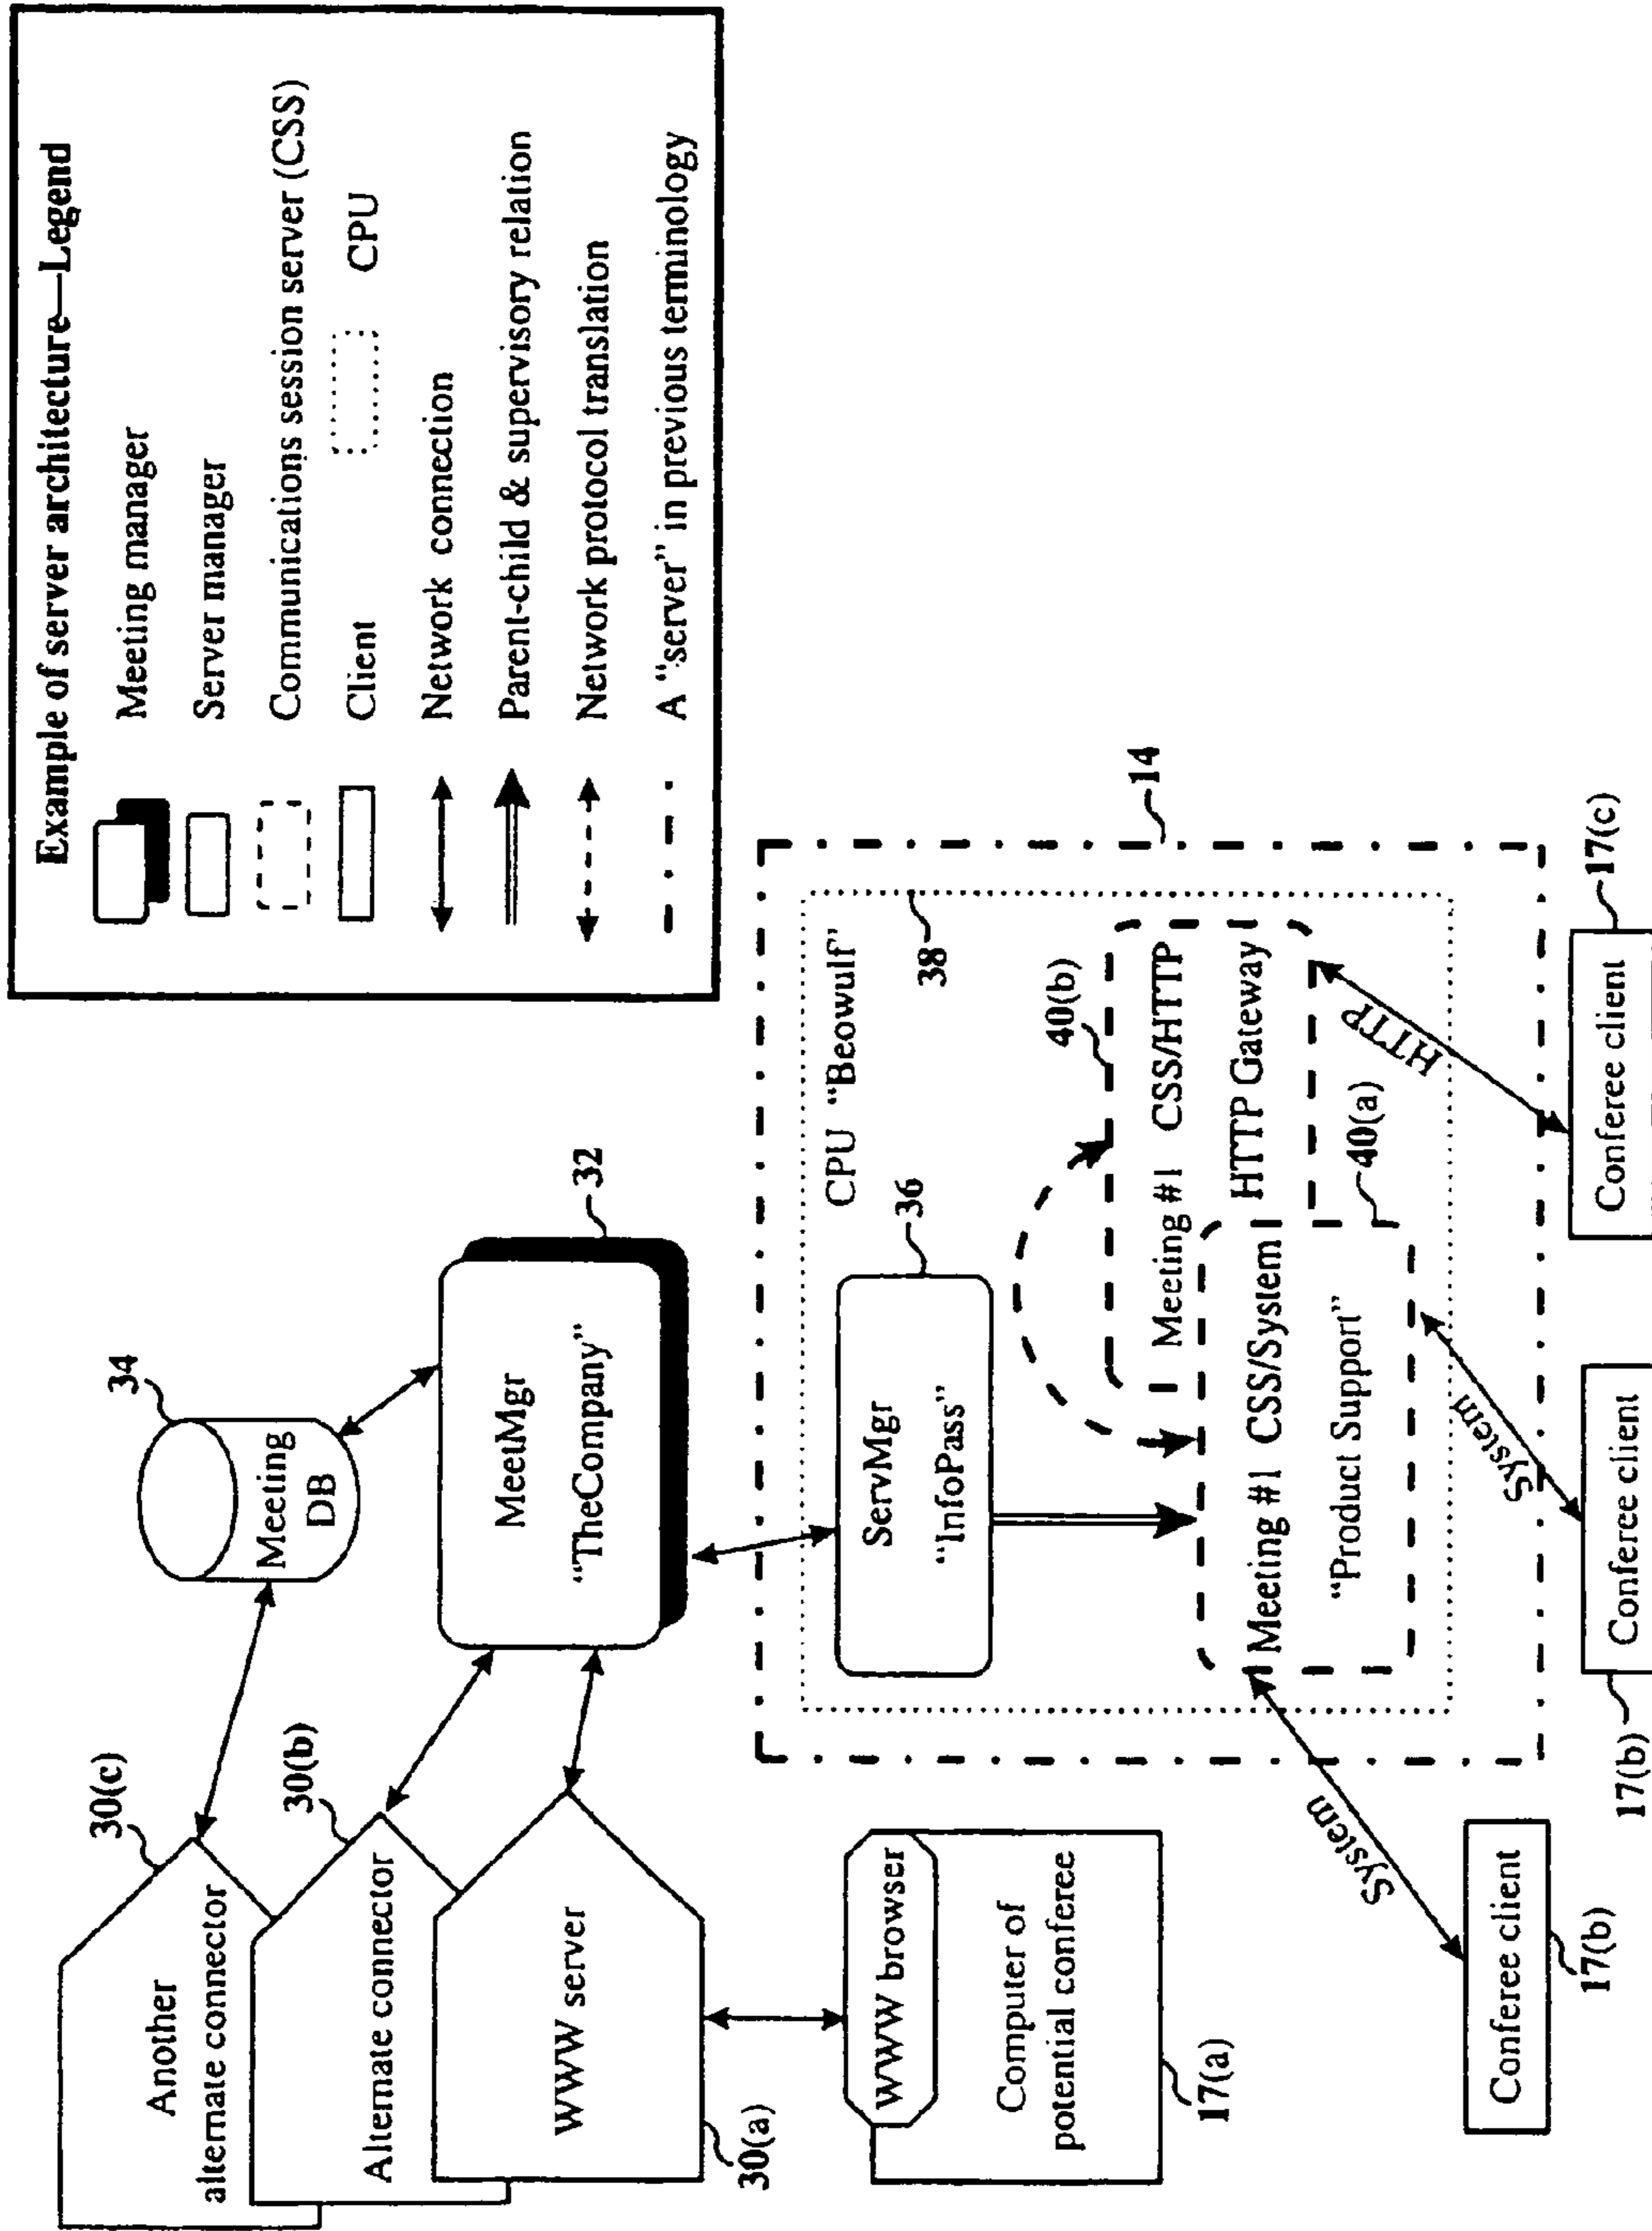 Example of server architecture—Legend
Meeting manager
Server manager
Communications session server (CSS)
Client
CPU
Network connection
Parent-child & supervisory relation
Network protocol translation
A "server" in previous terminology
30(c)
Another
alternate connector
30(b)
Alternate connector
WWW server
30(a)
34
Meeting
DB
MeetMgr
"TheCompany"
32
WWW browser
Computer of
potential conferee
17(a)
CPU "Beowulf"
ServMgr
"InfoPass"
36
38
14
40(b)
Meeting #1 CSS/HTTP
HTTP Gateway
Meeting #1 CSS/System
"Product Support"
40(a)
System
System
HTTP
Conferee client
17(b)
Conferee client
17(b)
Conferee client
17(c)